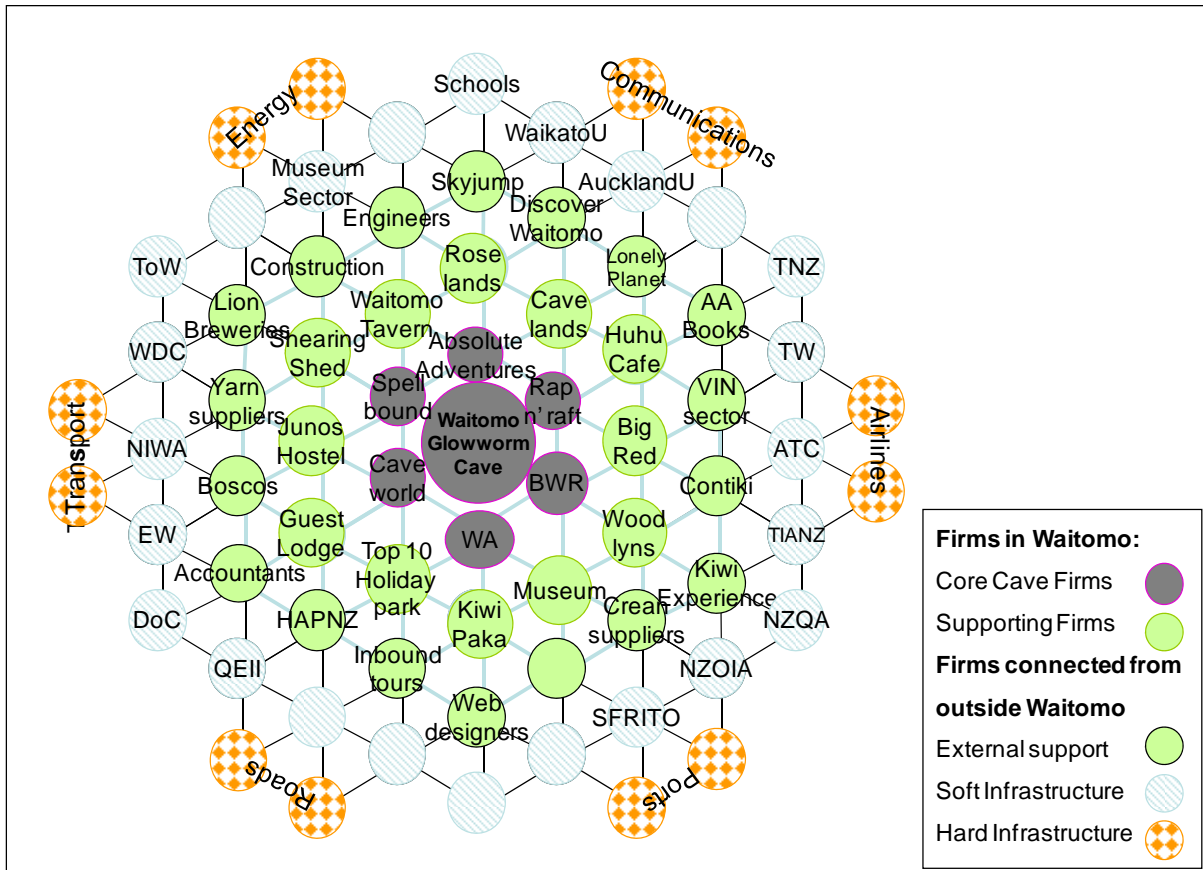 Schools
Communications
Energy
WaikatoU
Museum
Sector
Skyjump
AucklandU
Engineers
Discover
Waitomo
ToW
Construction
Rose
lands
Lonely
Planet
TNZ
Lion
Breweries
Waitomo
Tavern
Cave
lands
AA
Books
WDC
Shearing
Shed
Absolute
Adventures
Huhu
Cafe
TW
Yarn
suppliers
Spell
bound
Rap
n' raft
VIN
sector
Transport
Airlines
NIWA
Junos
Hostel
Waitomo
Glowworm
Cave
Big
Red
ATC
Boscos
Cave
world
BWR
Contiki
EW
Guest
Lodge
WA
Wood
lyns
TIANZ
Accountants
Top 10
Holiday
park
Museum
Kiwi
Experience
DoC
HAPNZ
Kiwi
Paka
Crean
suppliers
NZQA
QEII
Inbound
tours
NZOIA
Web
designers
SFRITO
Roads
Ports
Firms in Waitomo:
Core Cave Firms
Supporting Firms
Firms connected from
outside Waitomo
External support
Soft Infrastructure
Hard Infrastructure